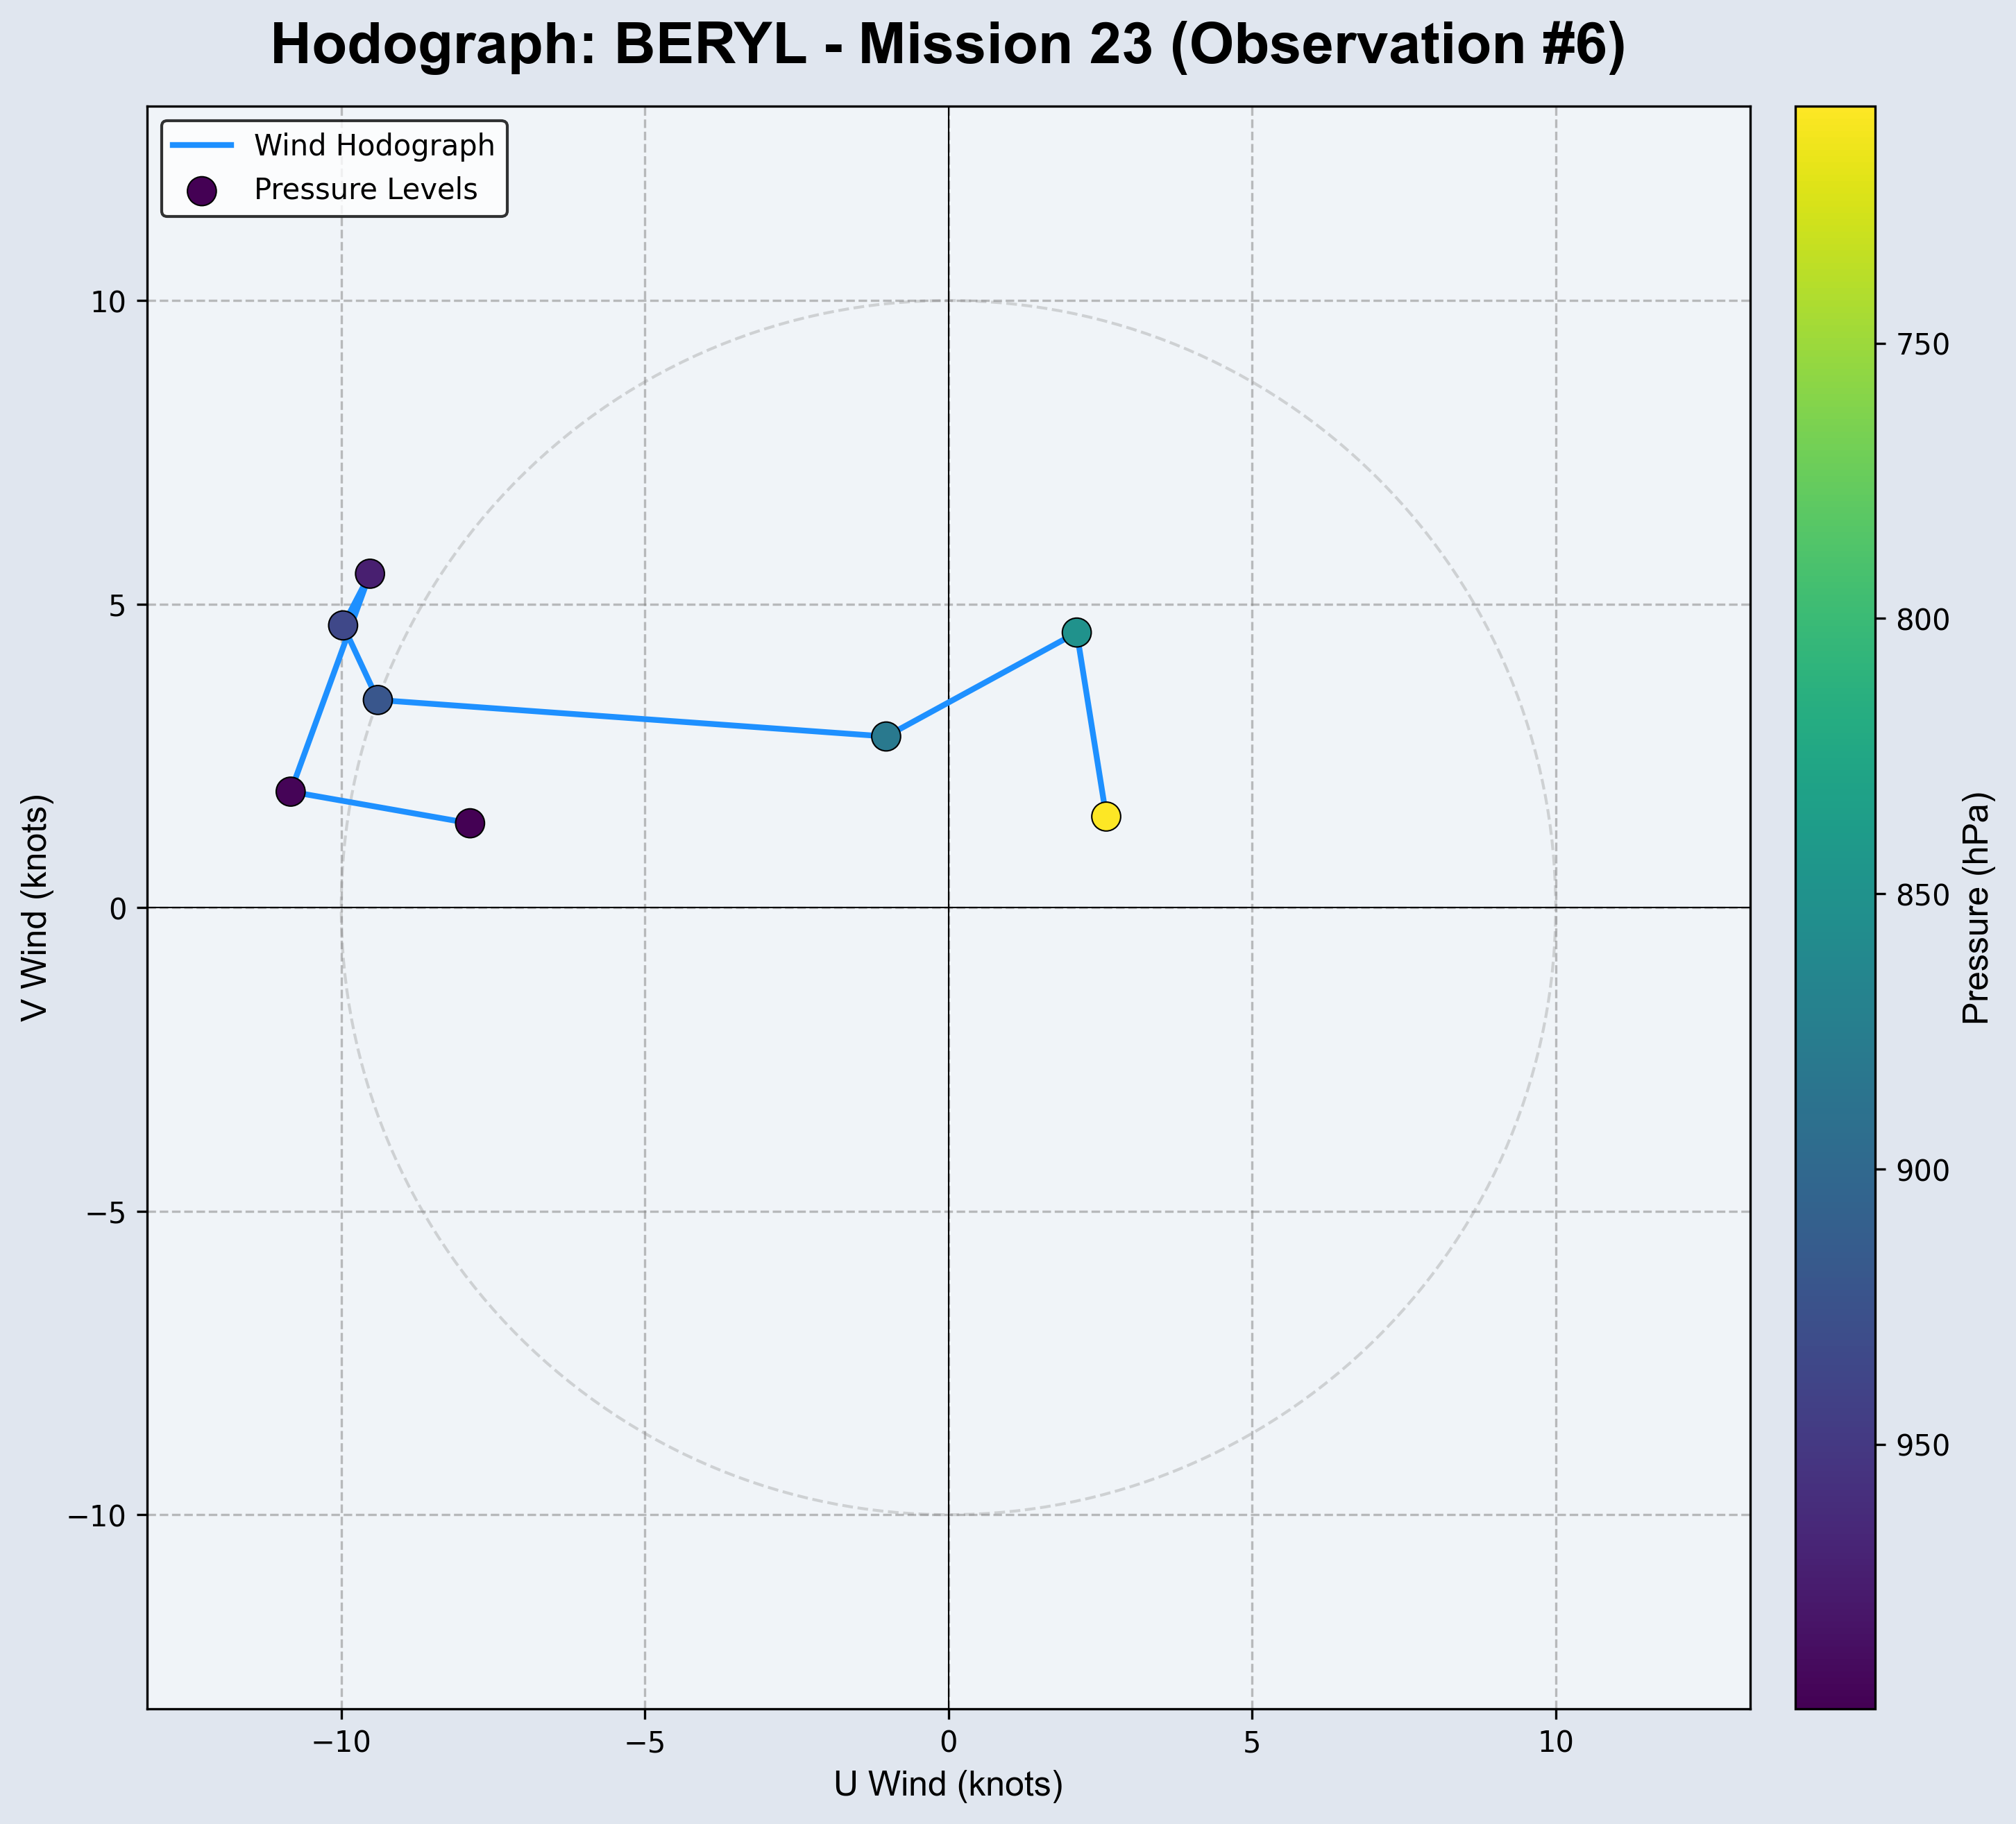 Hodograph: BERYL - Mission 23 (Observation #6)
Wind Hodograph
Pressure Levels
10
5
0
−5
−10
V Wind (knots)
−10
−5
0
5
10
U Wind (knots)
750
800
850
900
950
Pressure (hPa)